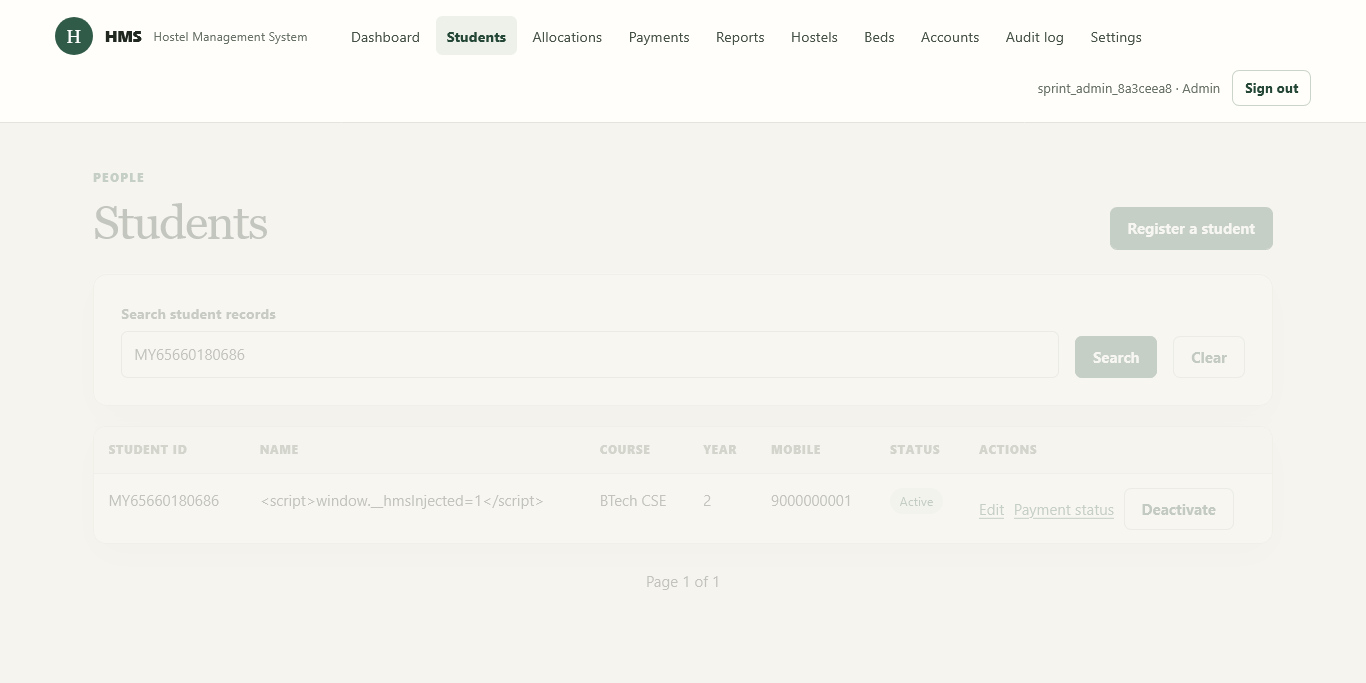 H HMS Hostel Management System Dashboard Students Allocations Payments Reports Hostels Beds Accounts Audit log Settings
sprint_admin_8a3ceea8 · Admin Sign out
PEOPLE
Students
Register a student
Search student records
MY65660180686 Search Clear
STUDENT ID NAME COURSE YEAR MOBILE STATUS ACTIONS
MY65660180686 <script>window.__hmsInjected=1</script> BTech CSE 2 9000000001 Active Edit Payment status Deactivate
Page 1 of 1